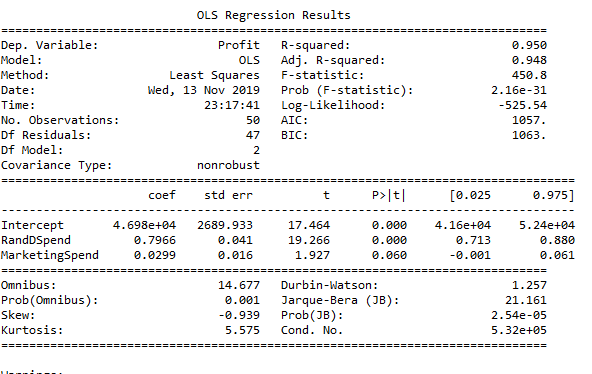 OLS Regression Results
==============================================================================
Dep. Variable:                 Profit   R-squared:                       0.950
Model:                            OLS   Adj. R-squared:                  0.948
Method:                 Least Squares   F-statistic:                     450.8
Date:                Wed, 13 Nov 2019   Prob (F-statistic):           2.16e-31
Time:                        23:17:41   Log-Likelihood:                -525.54
No. Observations:                  50   AIC:                             1057.
Df Residuals:                      47   BIC:                             1063.
Df Model:                           2
Covariance Type:            nonrobust
==================================================================================
                     coef    std err          t      P>|t|      [0.025      0.975]
----------------------------------------------------------------------------------
Intercept       4.698e+04   2689.933     17.464      0.000    4.16e+04    5.24e+04
RandDSpend         0.7966      0.041     19.266      0.000       0.713       0.880
MarketingSpend     0.0299      0.016      1.927      0.060      -0.001       0.061
==============================================================================
Omnibus:                       14.677   Durbin-Watson:                   1.257
Prob(Omnibus):                  0.001   Jarque-Bera (JB):               21.161
Skew:                          -0.939   Prob(JB):                     2.54e-05
Kurtosis:                       5.575   Cond. No.                     5.32e+05
==============================================================================